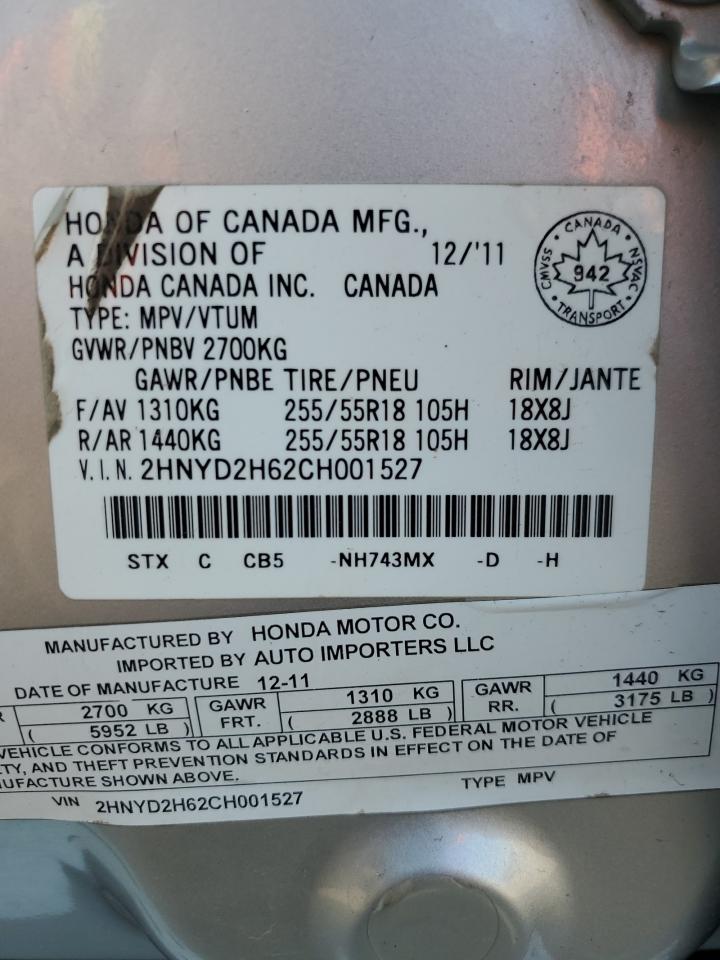 HONDA OF CANADA MFG.,
A DIVISION OF 12/'11
HONDA CANADA INC. CANADA
TYPE: MPV/VTUM
GVWR/PNBV 2700KG
GAWR/PNBE TIRE/PNEU RIM/JANTE
F/AV 1310KG 255/55R18 105H 18X8J
R/AR 1440KG 255/55R18 105H 18X8J
V.I.N. 2HNYD2H62CH001527
STX C CB5 -NH743MX -D -H
CANADA
CMVSS 942 NSVAC
TRANSPORT
MANUFACTURED BY HONDA MOTOR CO.
IMPORTED BY AUTO IMPORTERS LLC
DATE OF MANUFACTURE 12-11
2700 KG GAWR 1310 KG GAWR 1440 KG
( 5952 LB ) FRT. ( 2888 LB ) RR. ( 3175 LB )
VEHICLE CONFORMS TO ALL APPLICABLE U.S. FEDERAL MOTOR VEHICLE
TY, AND THEFT PREVENTION STANDARDS IN EFFECT ON THE DATE OF
UFACTURE SHOWN ABOVE.
VIN 2HNYD2H62CH001527 TYPE MPV